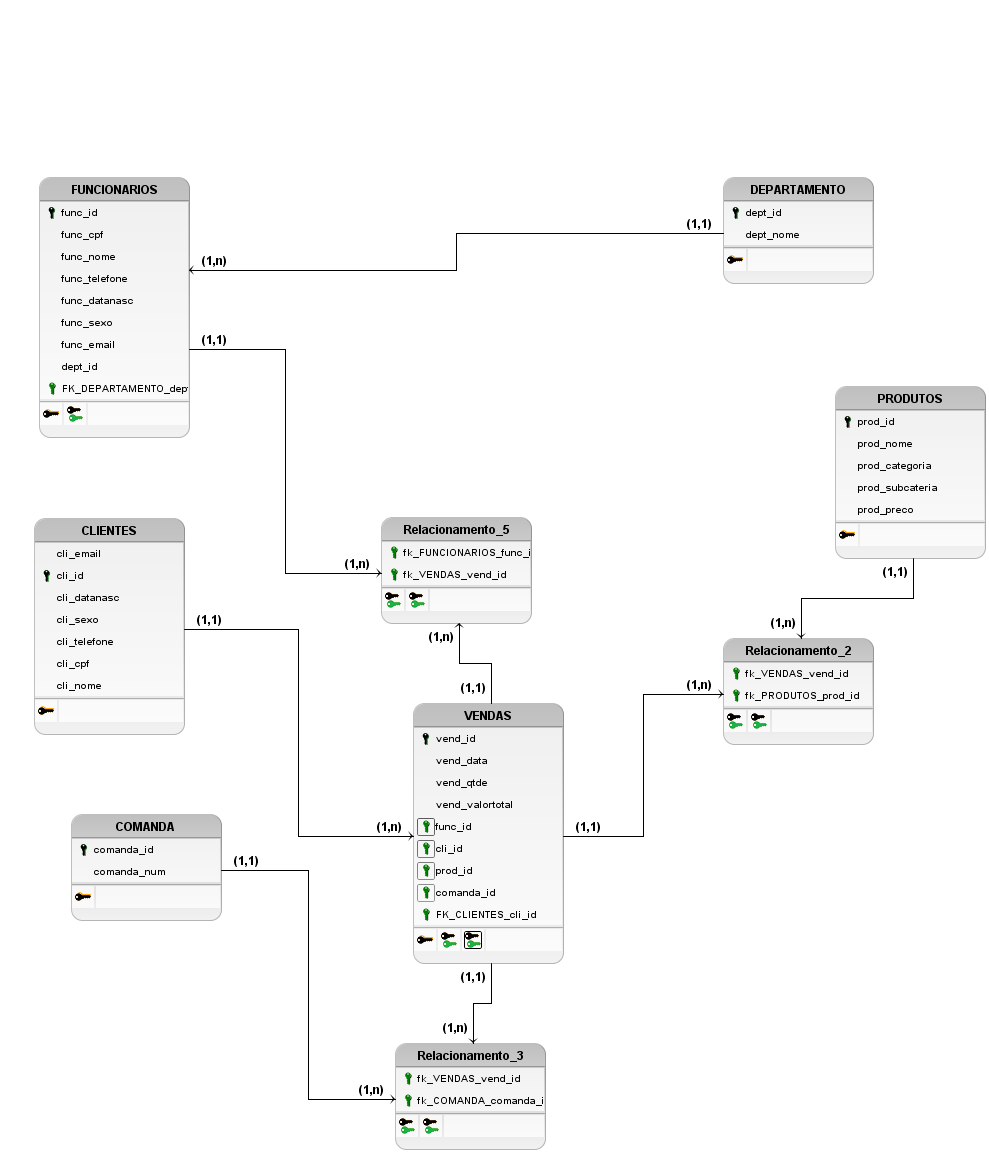 FUNCIONARIOS
func_id
func_cpf
func_nome
func_telefone
func_datanasc
func_sexo
func_email
dept_id
FK_DEPARTAMENTO_dep
(1,n)
(1,1)
DEPARTAMENTO
dept_id
dept_nome
(1,1)
PRODUTOS
prod_id
prod_nome
prod_categoria
prod_subcateria
prod_preco
(1,1)
(1,n)
CLIENTES
cli_email
cli_id
cli_datanasc
cli_sexo
cli_telefone
cli_cpf
cli_nome
(1,1)
Relacionamento_5
fk_FUNCIONARIOS_func_i
fk_VENDAS_vend_id
(1,n)
(1,n)
(1,1)
Relacionamento_2
fk_VENDAS_vend_id
fk_PRODUTOS_prod_id
(1,n)
VENDAS
vend_id
vend_data
vend_qtde
vend_valortotal
func_id
cli_id
prod_id
comanda_id
FK_CLIENTES_cli_id
(1,n)
(1,1)
(1,1)
COMANDA
comanda_id
comanda_num
(1,1)
(1,n)
Relacionamento_3
fk_VENDAS_vend_id
fk_COMANDA_comanda_i
(1,n)